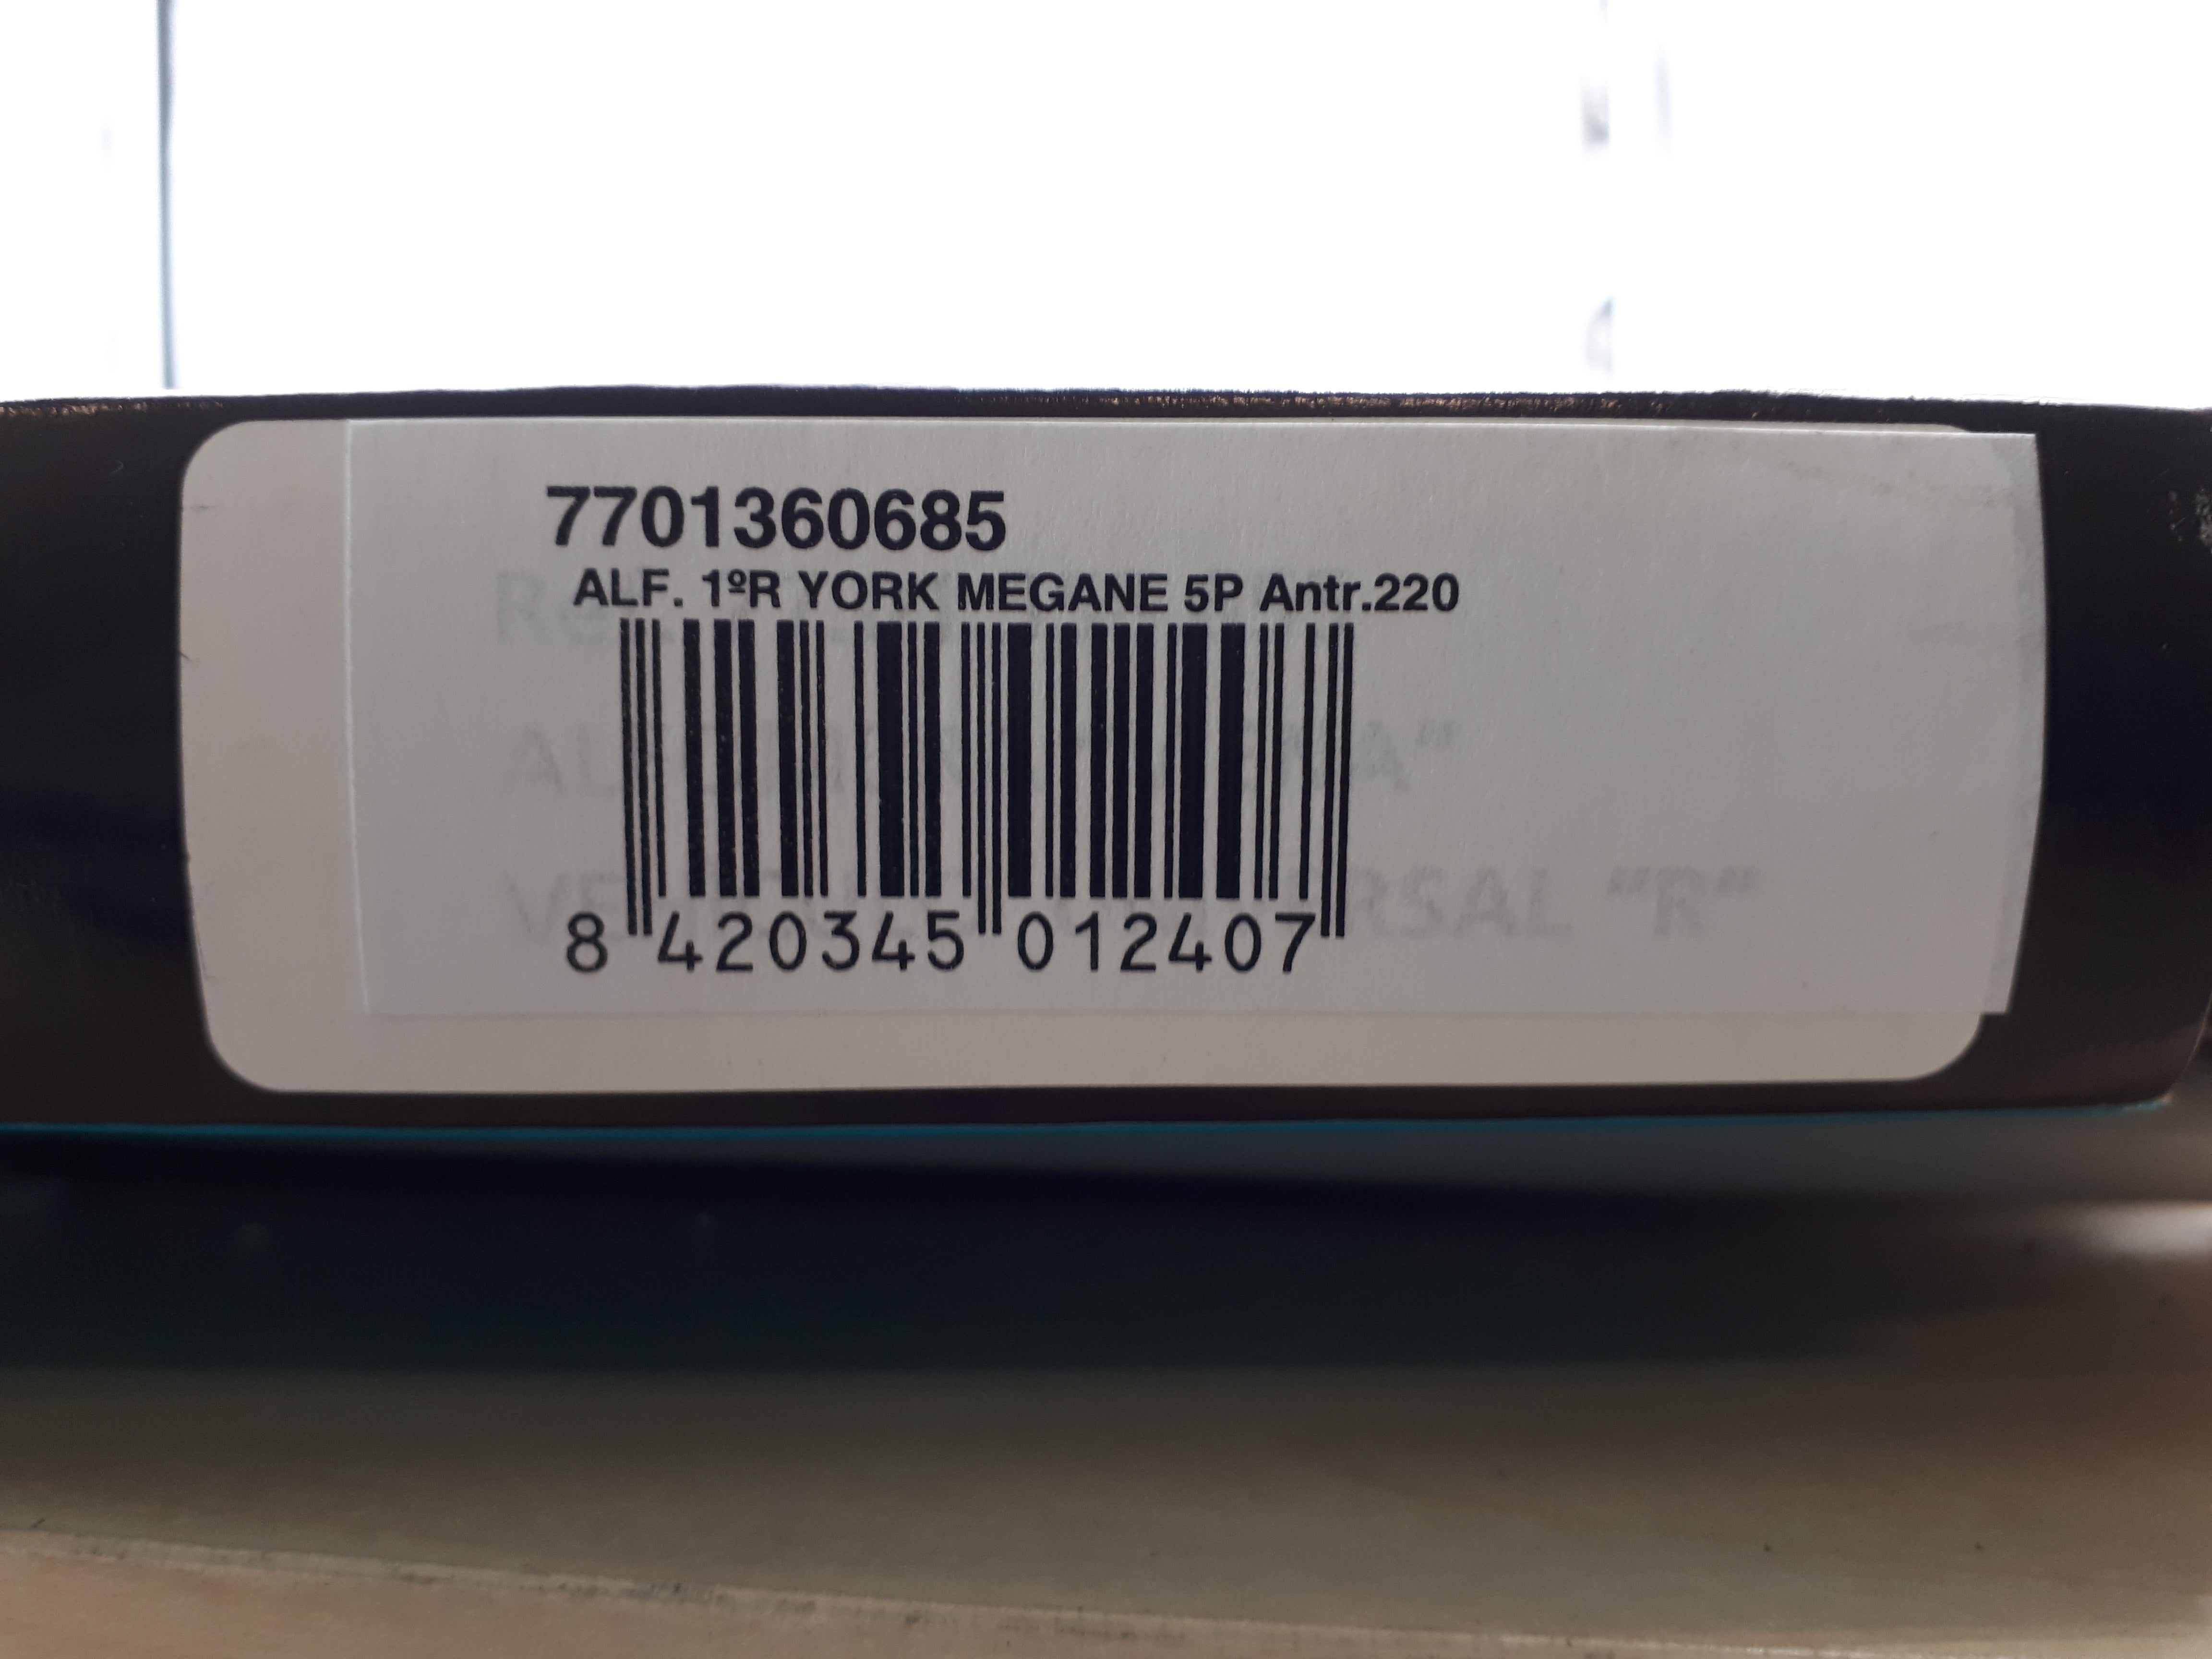 7701360685
ALF. 1ºR YORK MEGANE 5P Antr.220
8 420345 012407